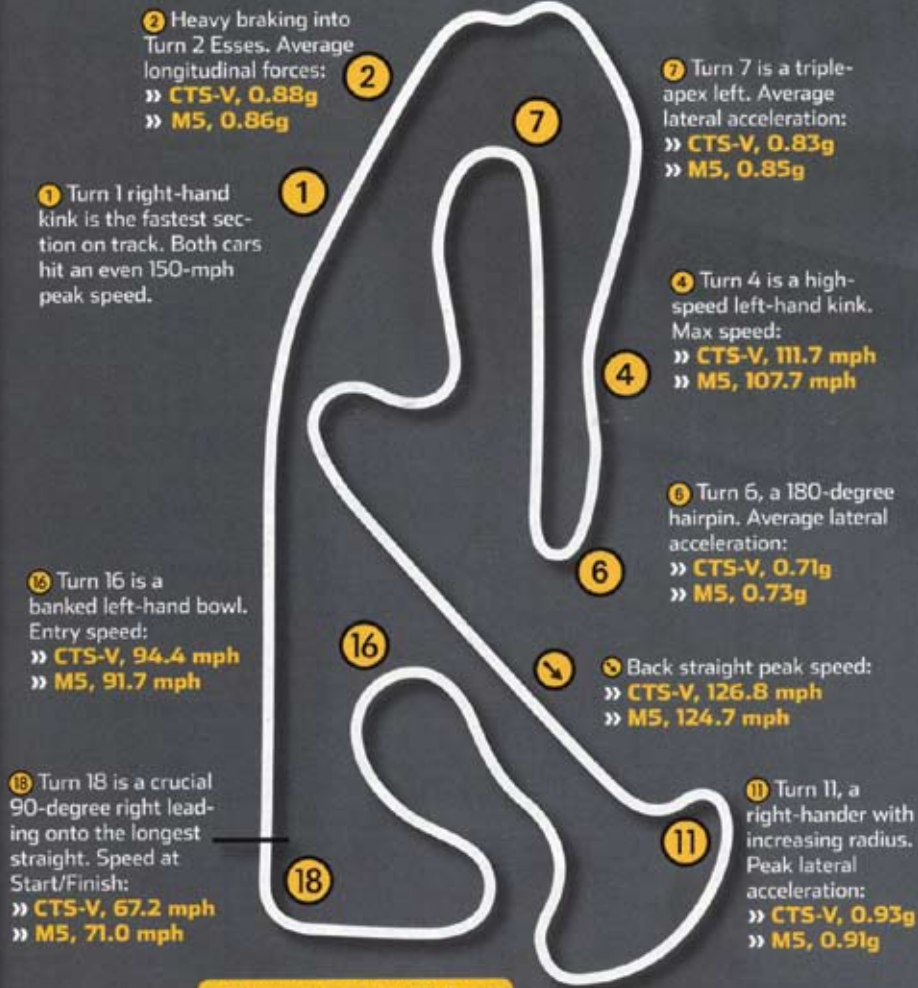 2 Heavy braking into
Turn 2 Esses. Average
longitudinal forces:
» CTS-V, 0.88g
» M5, 0.86g
2
1 Turn 1 right-hand
kink is the fastest sec-
tion on track. Both cars
hit an even 150-mph
peak speed.
1
7
7 Turn 7 is a triple-
apex left. Average
lateral acceleration:
» CTS-V, 0.83g
» M5, 0.85g
4
4 Turn 4 is a high-
speed left-hand kink.
Max speed:
» CTS-V, 111.7 mph
» M5, 107.7 mph
6
6 Turn 6, a 180-degree
hairpin. Average lateral
acceleration:
» CTS-V, 0.71g
» M5, 0.73g
16 Turn 16 is a
banked left-hand bowl.
Entry speed:
» CTS-V, 94.4 mph
» M5, 91.7 mph
16
Back straight peak speed:
» CTS-V, 126.8 mph
» M5, 124.7 mph
18 Turn 18 is a crucial
90-degree right lead-
ing onto the longest
straight. Speed at
Start/Finish:
» CTS-V, 67.2 mph
» M5, 71.0 mph
18
11
11 Turn 11, a
right-hander with
increasing radius.
Peak lateral
acceleration:
» CTS-V, 0.93g
» M5, 0.91g